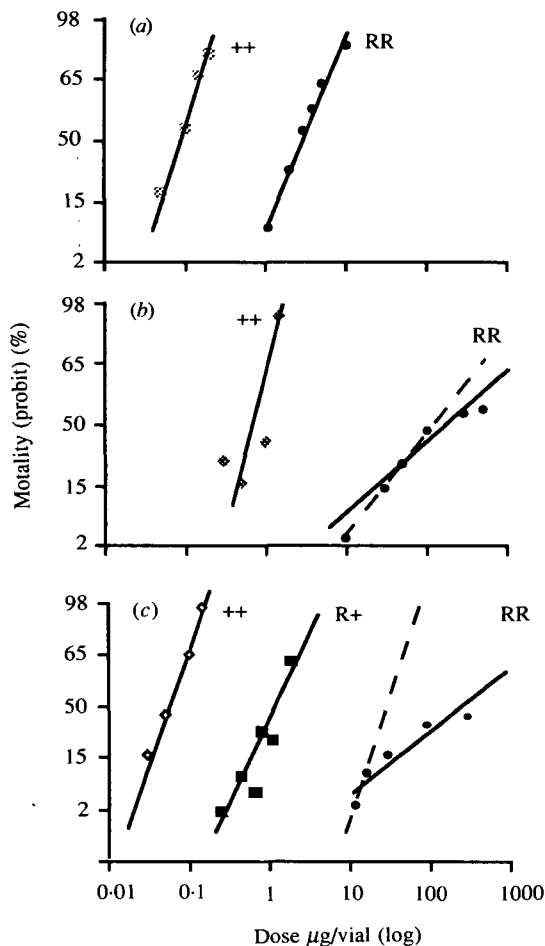 98
(a)
++
RR
65
50
15
2
98
(b)
++
RR
65
50
15
2
Motality (probit) (%)
98
(c)
++
R+
RR
65
50
15
2
0·01 0·1 1 10 100 1000
Dose μg/vial (log)